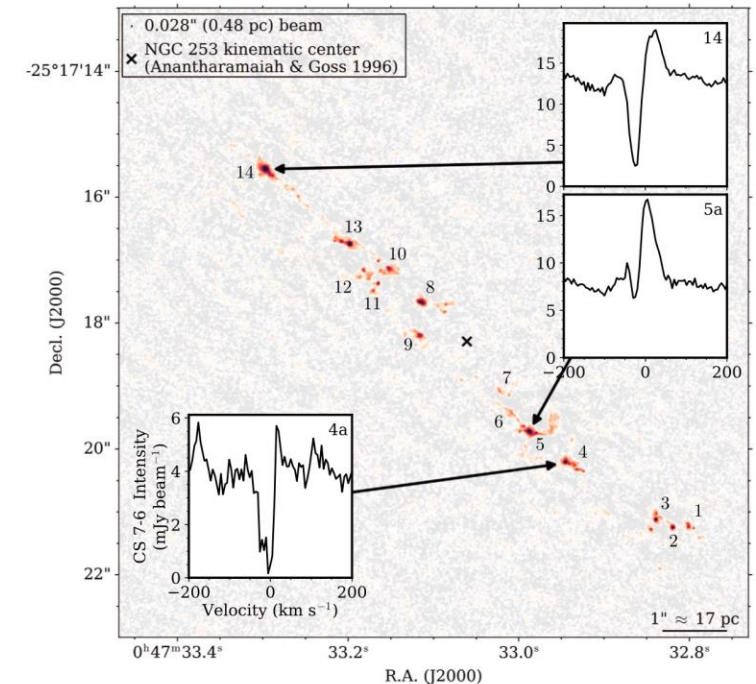 0.028" (0.48 pc) beam
NGC 253 kinematic center
(Anantharamaiah & Goss 1996)
-25°17'14"
16"
18"
20"
22"
Decl. (J2000)
14
15
10
5
0
5a
15
10
5
0
−200
0
200
14
13
10
12
11
8
9
7
6
5
4
3
1
2
4a
6
4
2
0
CS 7-6 Intensity
(mJy beam⁻¹)
−200
0
200
Velocity (km s⁻¹)
1" ≈ 17 pc
0ʰ47ᵐ33.4ˢ
33.2ˢ
33.0ˢ
32.8ˢ
R.A. (J2000)